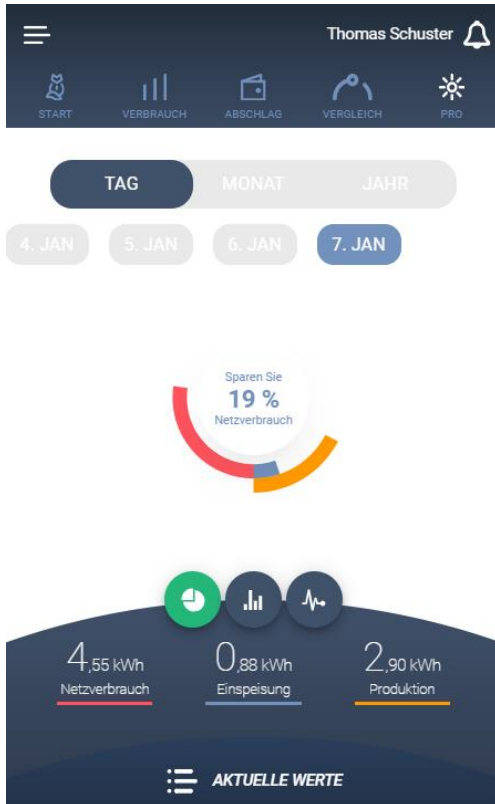 Thomas Schuster
START VERBRAUCH ABSCHLAG VERGLEICH PRO
TAG MONAT JAHR
4. JAN 5. JAN 6. JAN 7. JAN
Sparen Sie
19 %
Netzverbrauch
4,55 kWh 0,88 kWh 2,90 kWh
Netzverbrauch Einspeisung Produktion
AKTUELLE WERTE